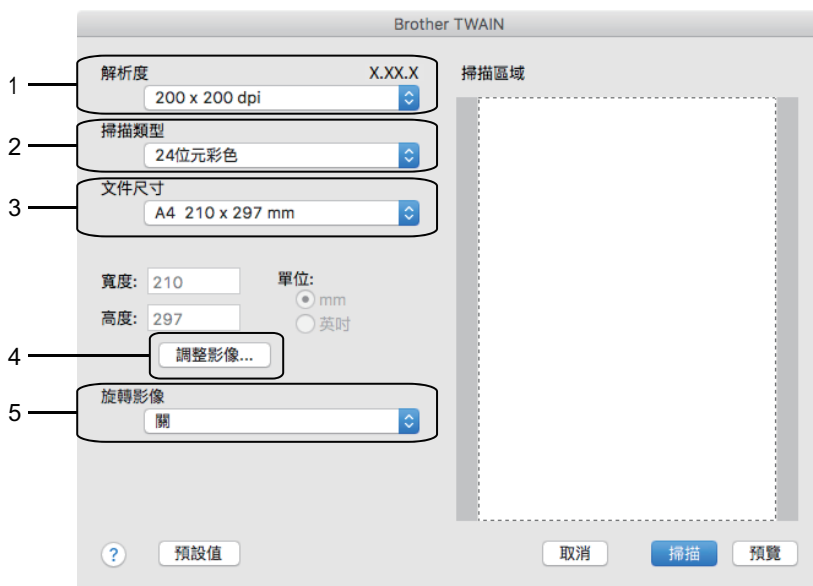 Brother TWAIN
1
解析度 X.XX.X
200 x 200 dpi
掃描區域
2
掃描類型
24位元彩色
3
文件尺寸
A4 210 x 297 mm
寬度: 210
單位:
mm
高度: 297
英吋
4
調整影像...
5
旋轉影像
關
?
預設值
取消
掃描
預覽